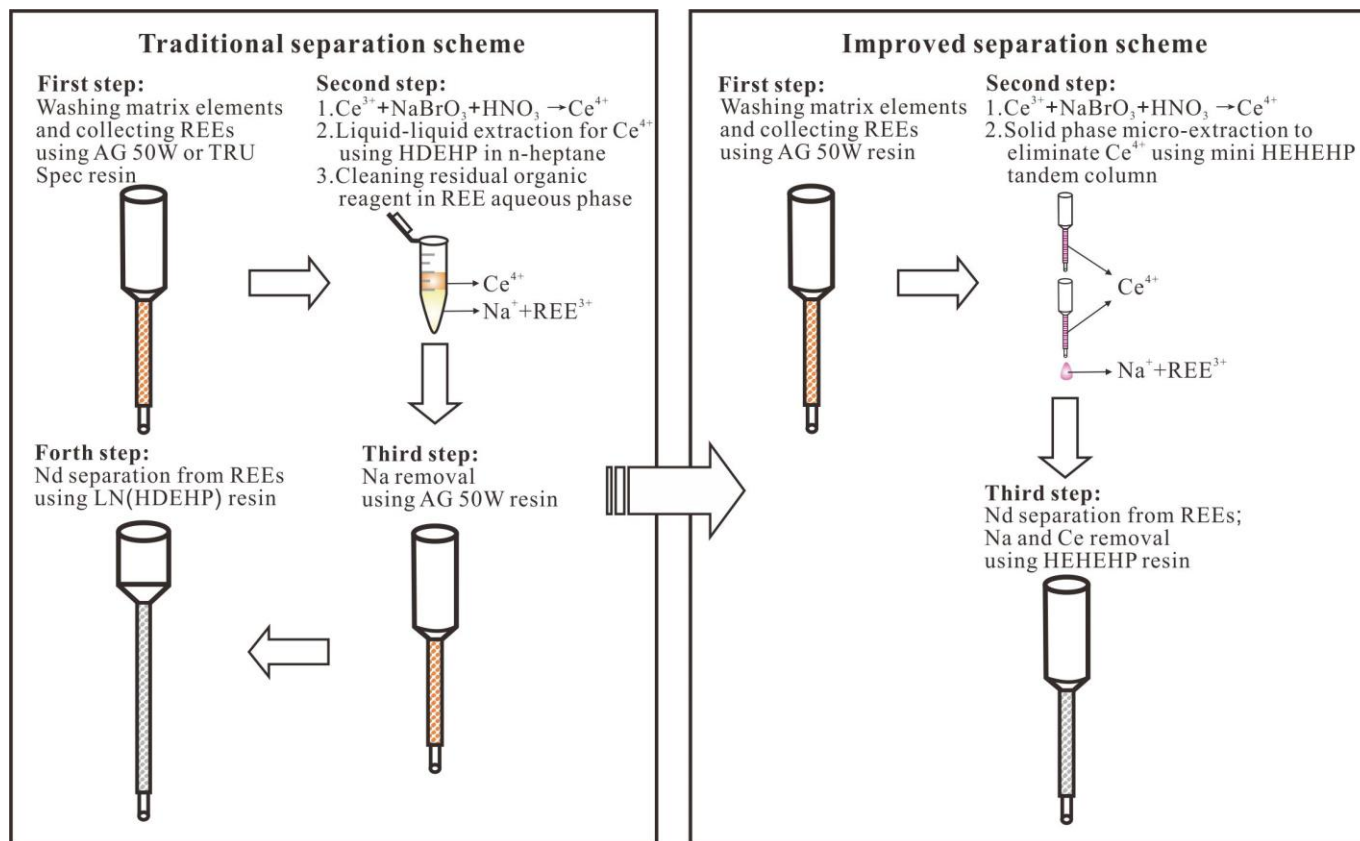 Traditional separation scheme
First step:
Washing matrix elements
and collecting REEs
using AG 50W or TRU
Spec resin
Second step:
1.Ce³⁺+NaBrO₃+HNO₃ →Ce⁴⁺
2.Liquid-liquid extraction for Ce⁴⁺
using HDEHP in n-heptane
3.Cleaning residual organic
reagent in REE aqueous phase
Ce⁴⁺
Na⁺+REE³⁺
Third step:
Na removal
using AG 50W resin
Forth step:
Nd separation from REEs
using LN(HDEHP) resin
Improved separation scheme
First step:
Washing matrix elements
and collecting REEs
using AG 50W resin
Second step:
1.Ce³⁺+NaBrO₃+HNO₃ →Ce⁴⁺
2.Solid phase micro-extraction to
eliminate Ce⁴⁺ using mini HEHEHP
tandem column
Ce⁴⁺
Na⁺+REE³⁺
Third step:
Nd separation from REEs;
Na and Ce removal
using HEHEHP resin